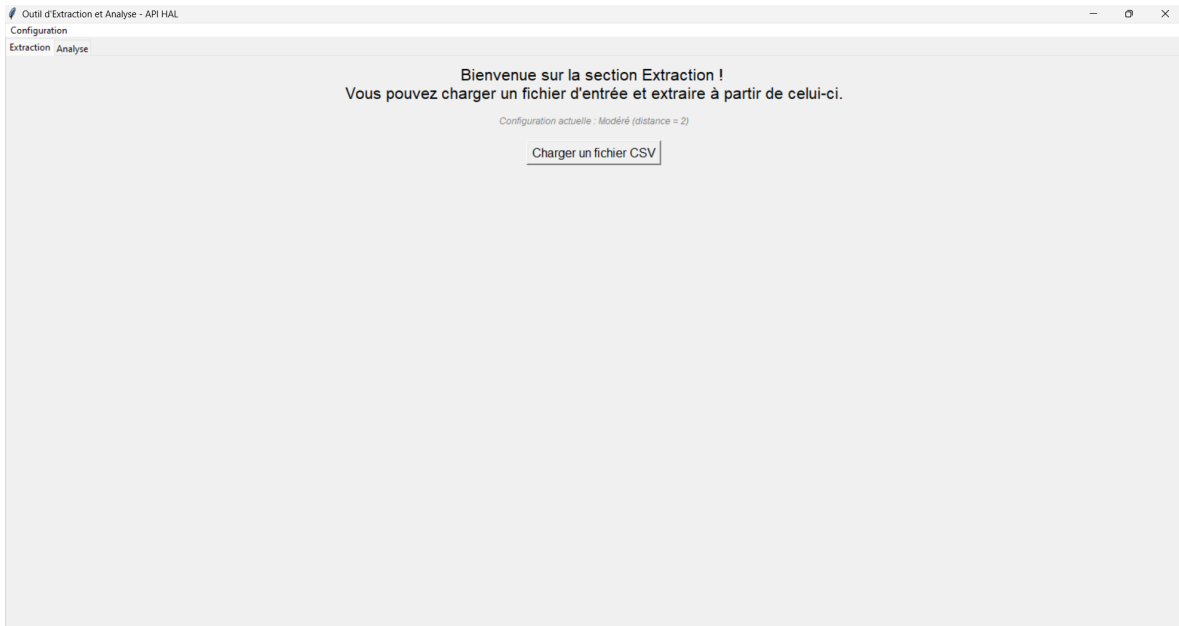 Outil d'Extraction et Analyse - API HAL
Configuration
Extraction Analyse
Bienvenue sur la section Extraction !
Vous pouvez charger un fichier d'entrée et extraire à partir de celui-ci.
Configuration actuelle : Modéré (distance = 2)
Charger un fichier CSV